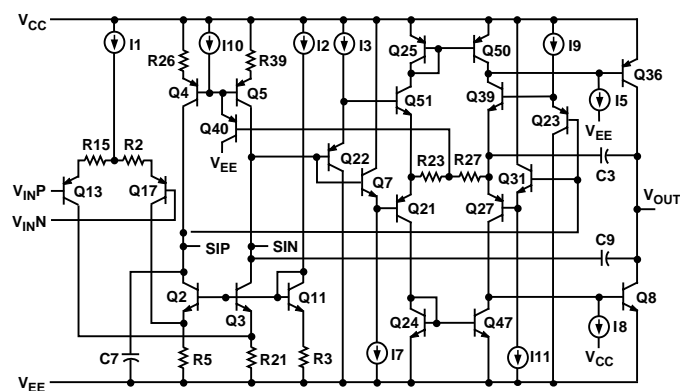 VCC
I1
I10
I2
I3
Q25
Q50
I9
R26
R39
Q36
Q4
Q5
Q51
Q39
Q23
I5
VEE
Q40
R15
R2
VEE
Q22
R23
R27
Q31
C3
VINP
Q13
Q17
Q7
Q21
Q27
VOUT
VINN
SIP
SIN
C9
Q2
Q3
Q11
Q24
Q47
Q8
I8
C7
R5
R21
R3
I7
I11
VCC
VEE